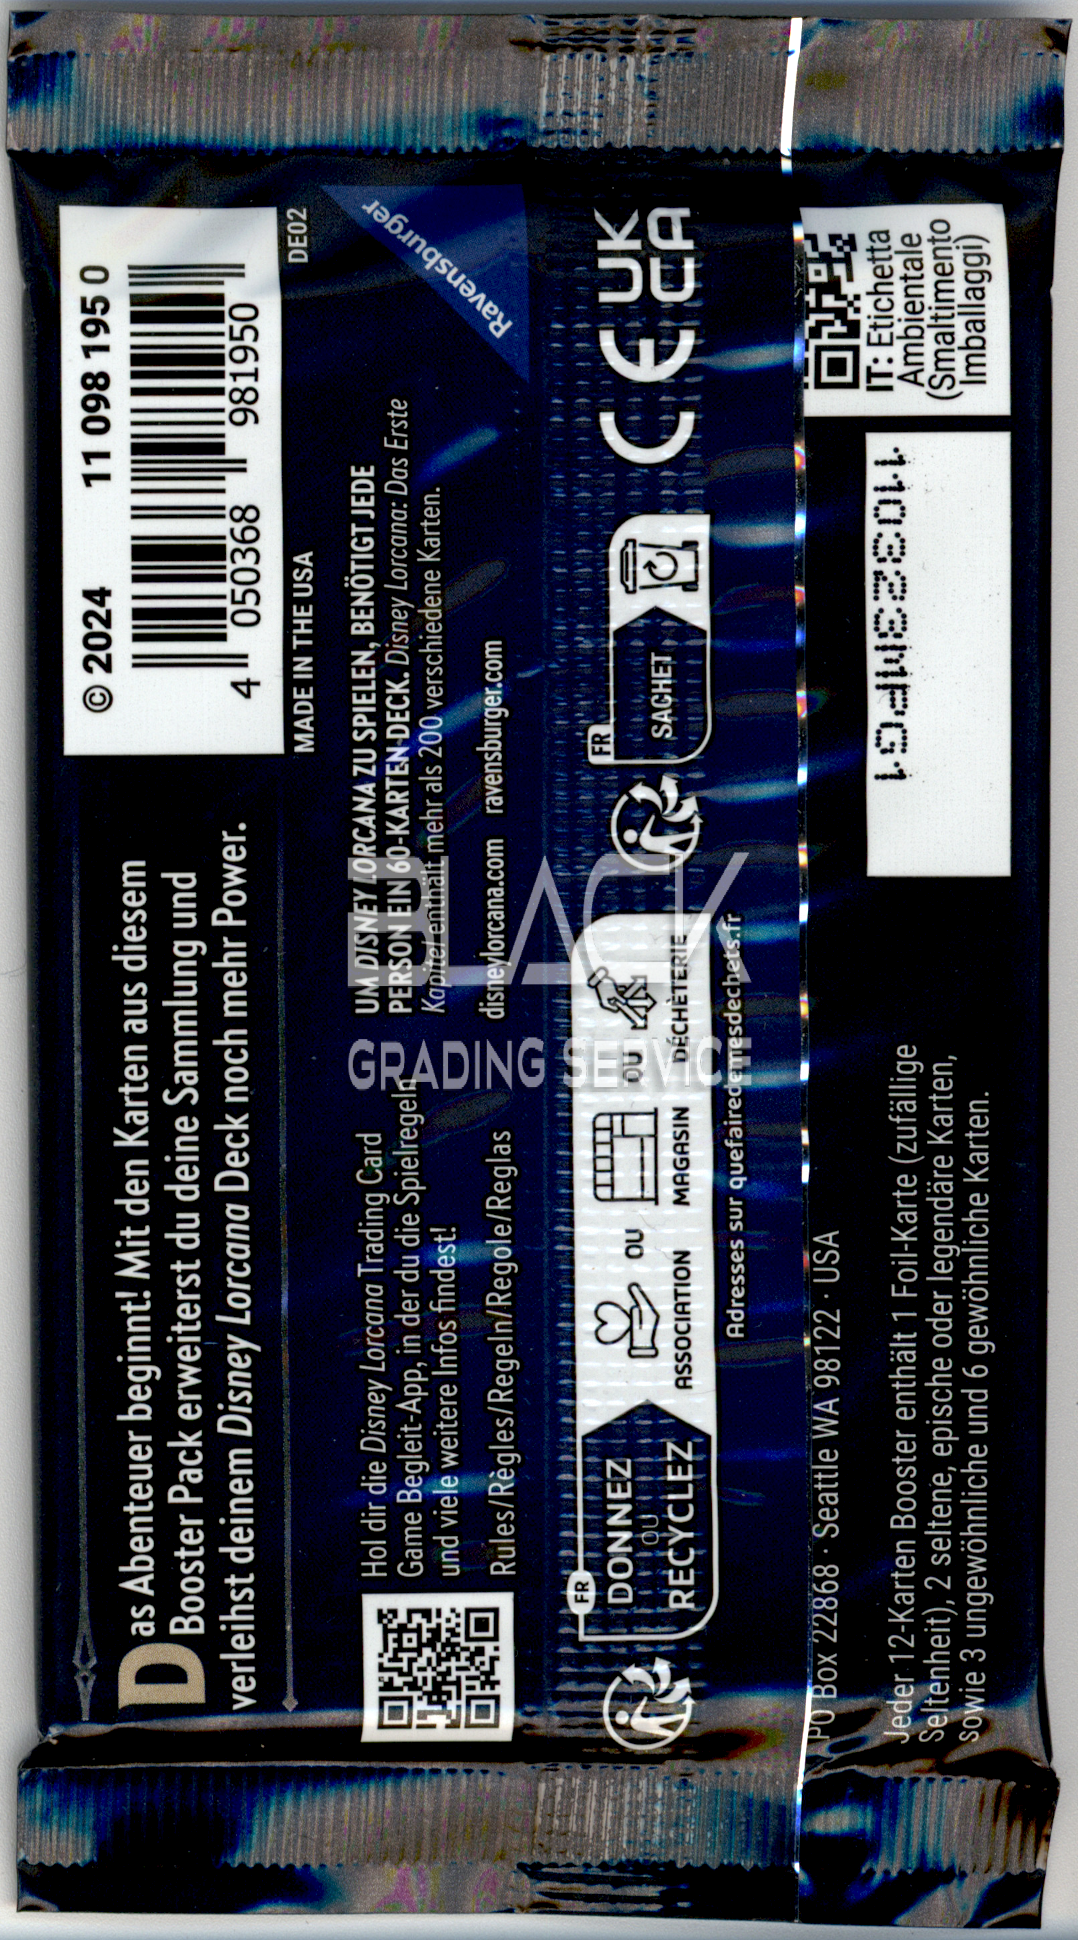 Das Abenteuer beginnt! Mit den Karten aus diesem
Booster Pack erweiterst du deine Sammlung und
verleihst deinem Disney Lorcana Deck noch mehr Power.
© 2024 11 098 195 0
4 050368 981950
MADE IN THE USA
DE02
Hol dir die Disney Lorcana Trading Card
Game Begleit-App, in der du die Spielregeln
und viele weitere Infos findest!
Rules/Règles/Regeln/Regole/Reglas
UM DISNEY LORCANA ZU SPIELEN, BENÖTIGT JEDE
PERSON EIN 60-KARTEN-DECK. Disney Lorcana: Das Erste
Kapitel enthält mehr als 200 verschiedene Karten.
disneylorcana.com ravensburger.com
Ravensburger
BLACK
GRADING SERVICE
FR
DONNEZ
OU
RECYCLEZ
ASSOCIATION
OU
MAGASIN
OU
DÉCHÈTERIE
Adresses sur quefairedemesdechets.fr
FR
SACHET
CE
UK
CA
PO Box 22868 · Seattle WA 98122 · USA
Jeder 12-Karten Booster enthält 1 Foil-Karte (zufällige
Seltenheit), 2 seltene, epische oder legendäre Karten,
sowie 3 ungewöhnliche und 6 gewöhnliche Karten.
IT: Etichetta
Ambientale
(Smaltimento
Imballaggi)